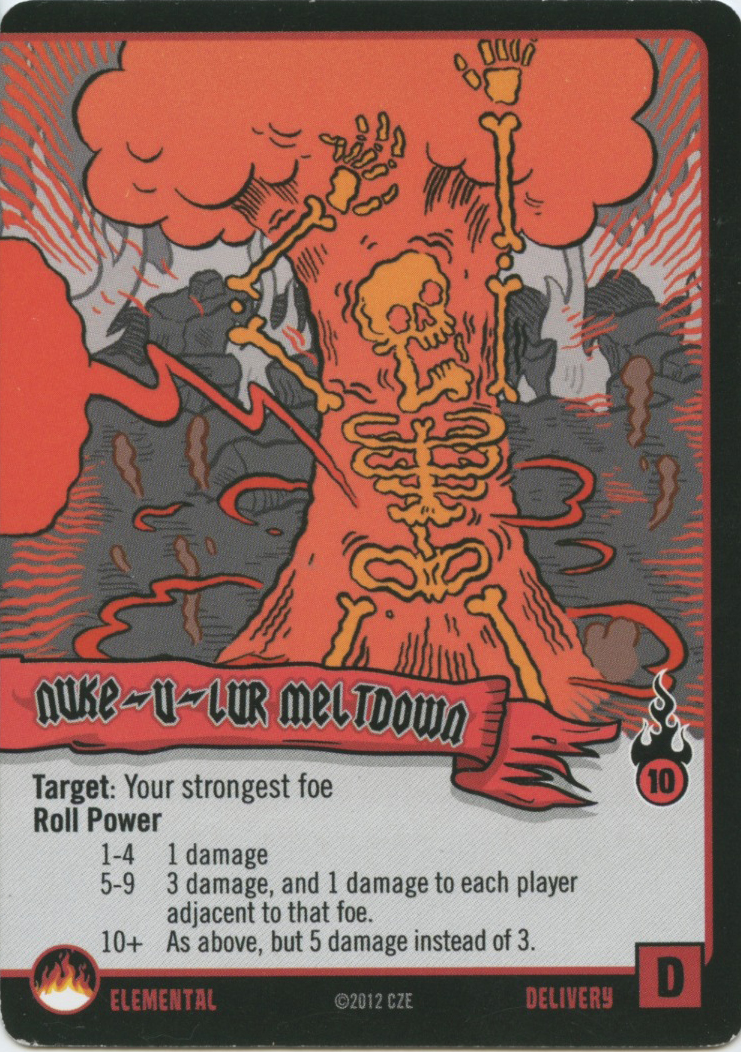 NUKE-U-LUR MELTDOWN
10
Target: Your strongest foe
Roll Power
1-4 1 damage
5-9 3 damage, and 1 damage to each player
adjacent to that foe.
10+ As above, but 5 damage instead of 3.
ELEMENTAL ©2012 CZE DELIVERY D